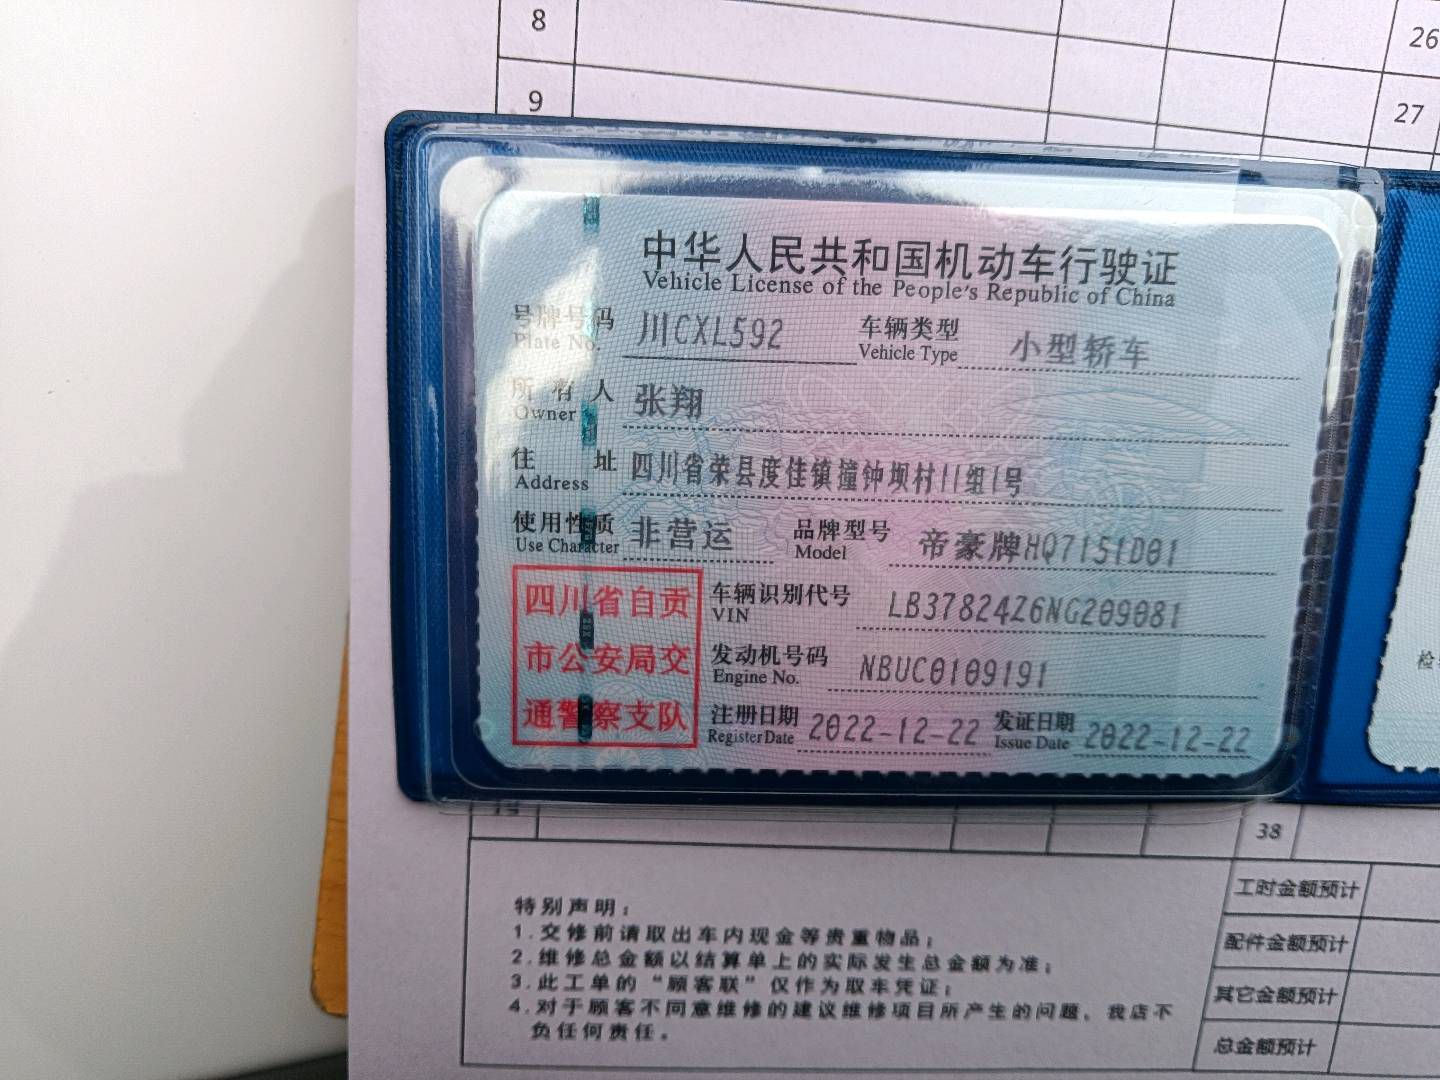 8
26
9
27
中华人民共和国机动车行驶证
Vehicle License of the People's Republic of China
号牌号码 川CXL592 车辆类型 小型轿车
Plate No. Vehicle Type
所有人 张翔
Owner
住址 四川省荣县度佳镇撞钟坝村11组1号
Address
使用性质 非营运 品牌型号 帝豪牌HQ7151D01
Use Character Model
四川省自贡
市公安局交
通警察支队
车辆识别代号 LB37824Z6NG209081
VIN
发动机号码 NBUC0109191
Engine No.
注册日期 2022-12-22 发证日期 2022-12-22
Register Date Issue Date
检
38
特别声明：
1.交修前请取出车内现金等贵重物品；
2.维修总金额以结算单上的实际发生总金额为准；
3.此工单的“顾客联”仅作为取车凭证；
4.对于顾客不同意维修的建议维修项目所产生的问题，我店不
负任何责任。
工时金额预计
配件金额预计
其它金额预计
总金额预计